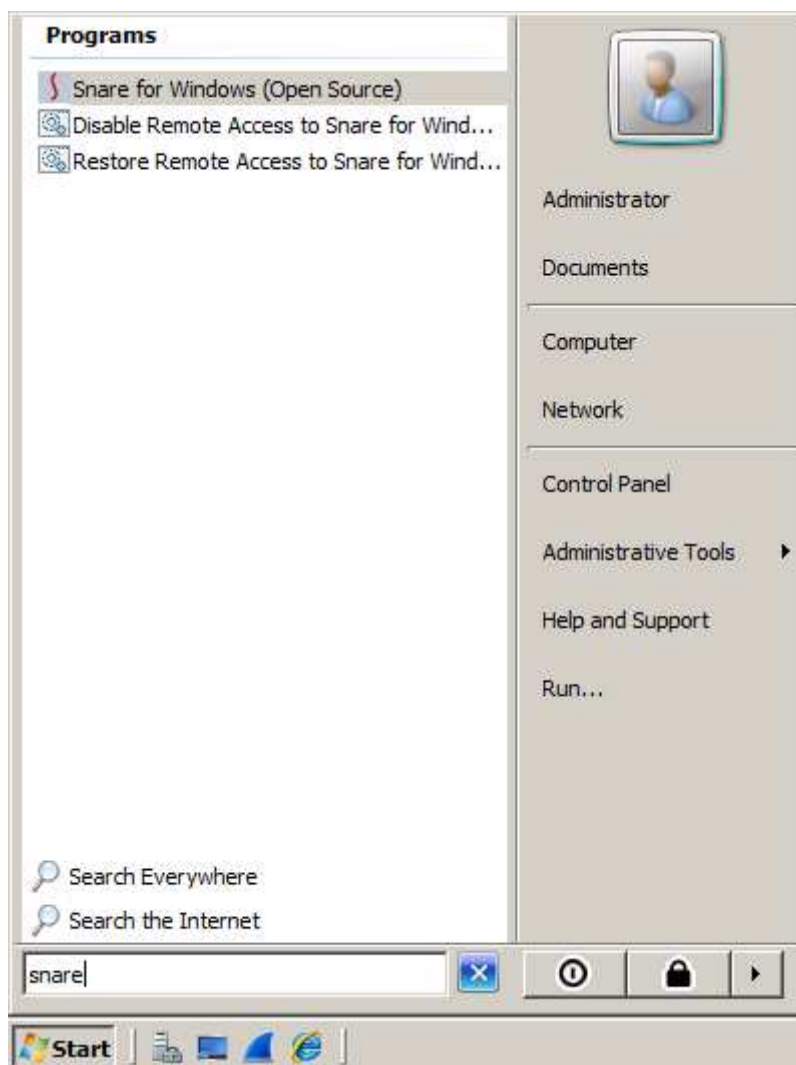 Programs
Snare for Windows (Open Source)
Disable Remote Access to Snare for Wind...
Restore Remote Access to Snare for Wind...
Search Everywhere
Search the Internet
snare
Administrator
Documents
Computer
Network
Control Panel
Administrative Tools
Help and Support
Run...
Start